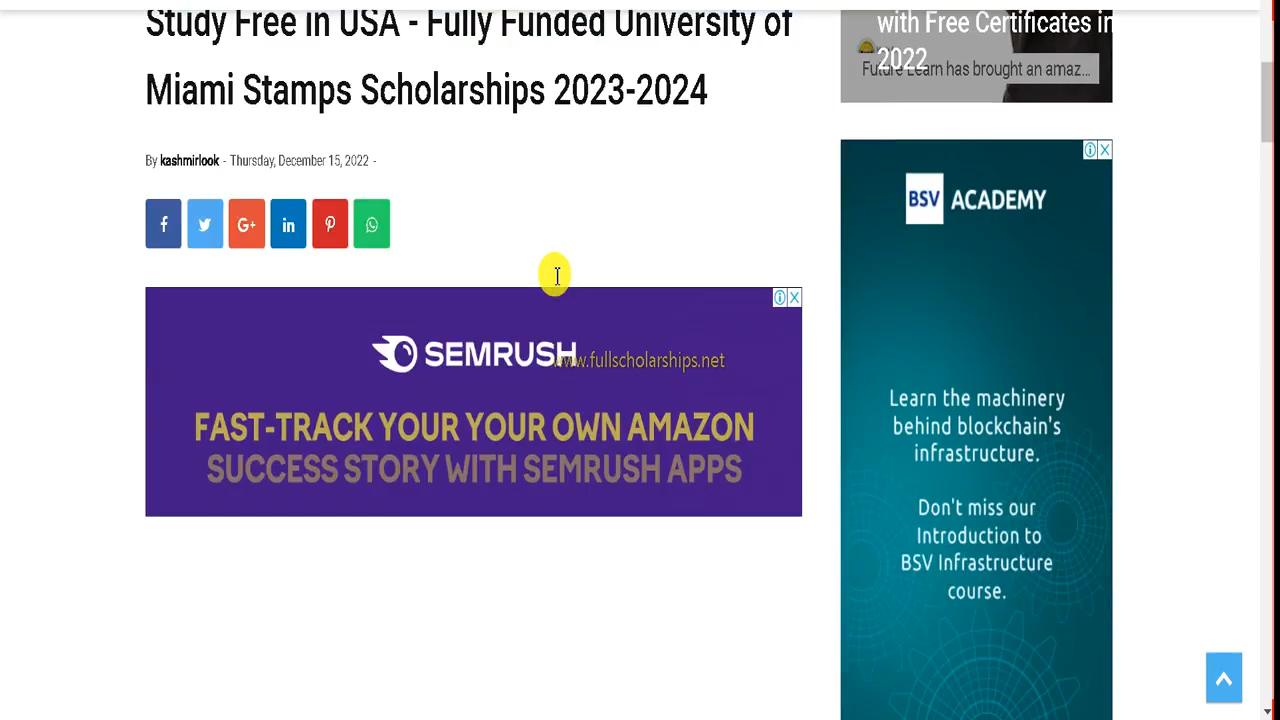 Study Free in USA - Fully Funded University of
Miami Stamps Scholarships 2023-2024
By kashmirlook - Thursday, December 15, 2022 -
f
G+
in
SEMRUSH
www.fullscholarships.net
FAST-TRACK YOUR YOUR OWN AMAZON
SUCCESS STORY WITH SEMRUSH APPS
with Free Certificates in
2022
Future Learn has brought an amaz...
BSV ACADEMY
Learn the machinery
behind blockchain's
infrastructure.
Don't miss our
Introduction to
BSV Infrastructure
course.